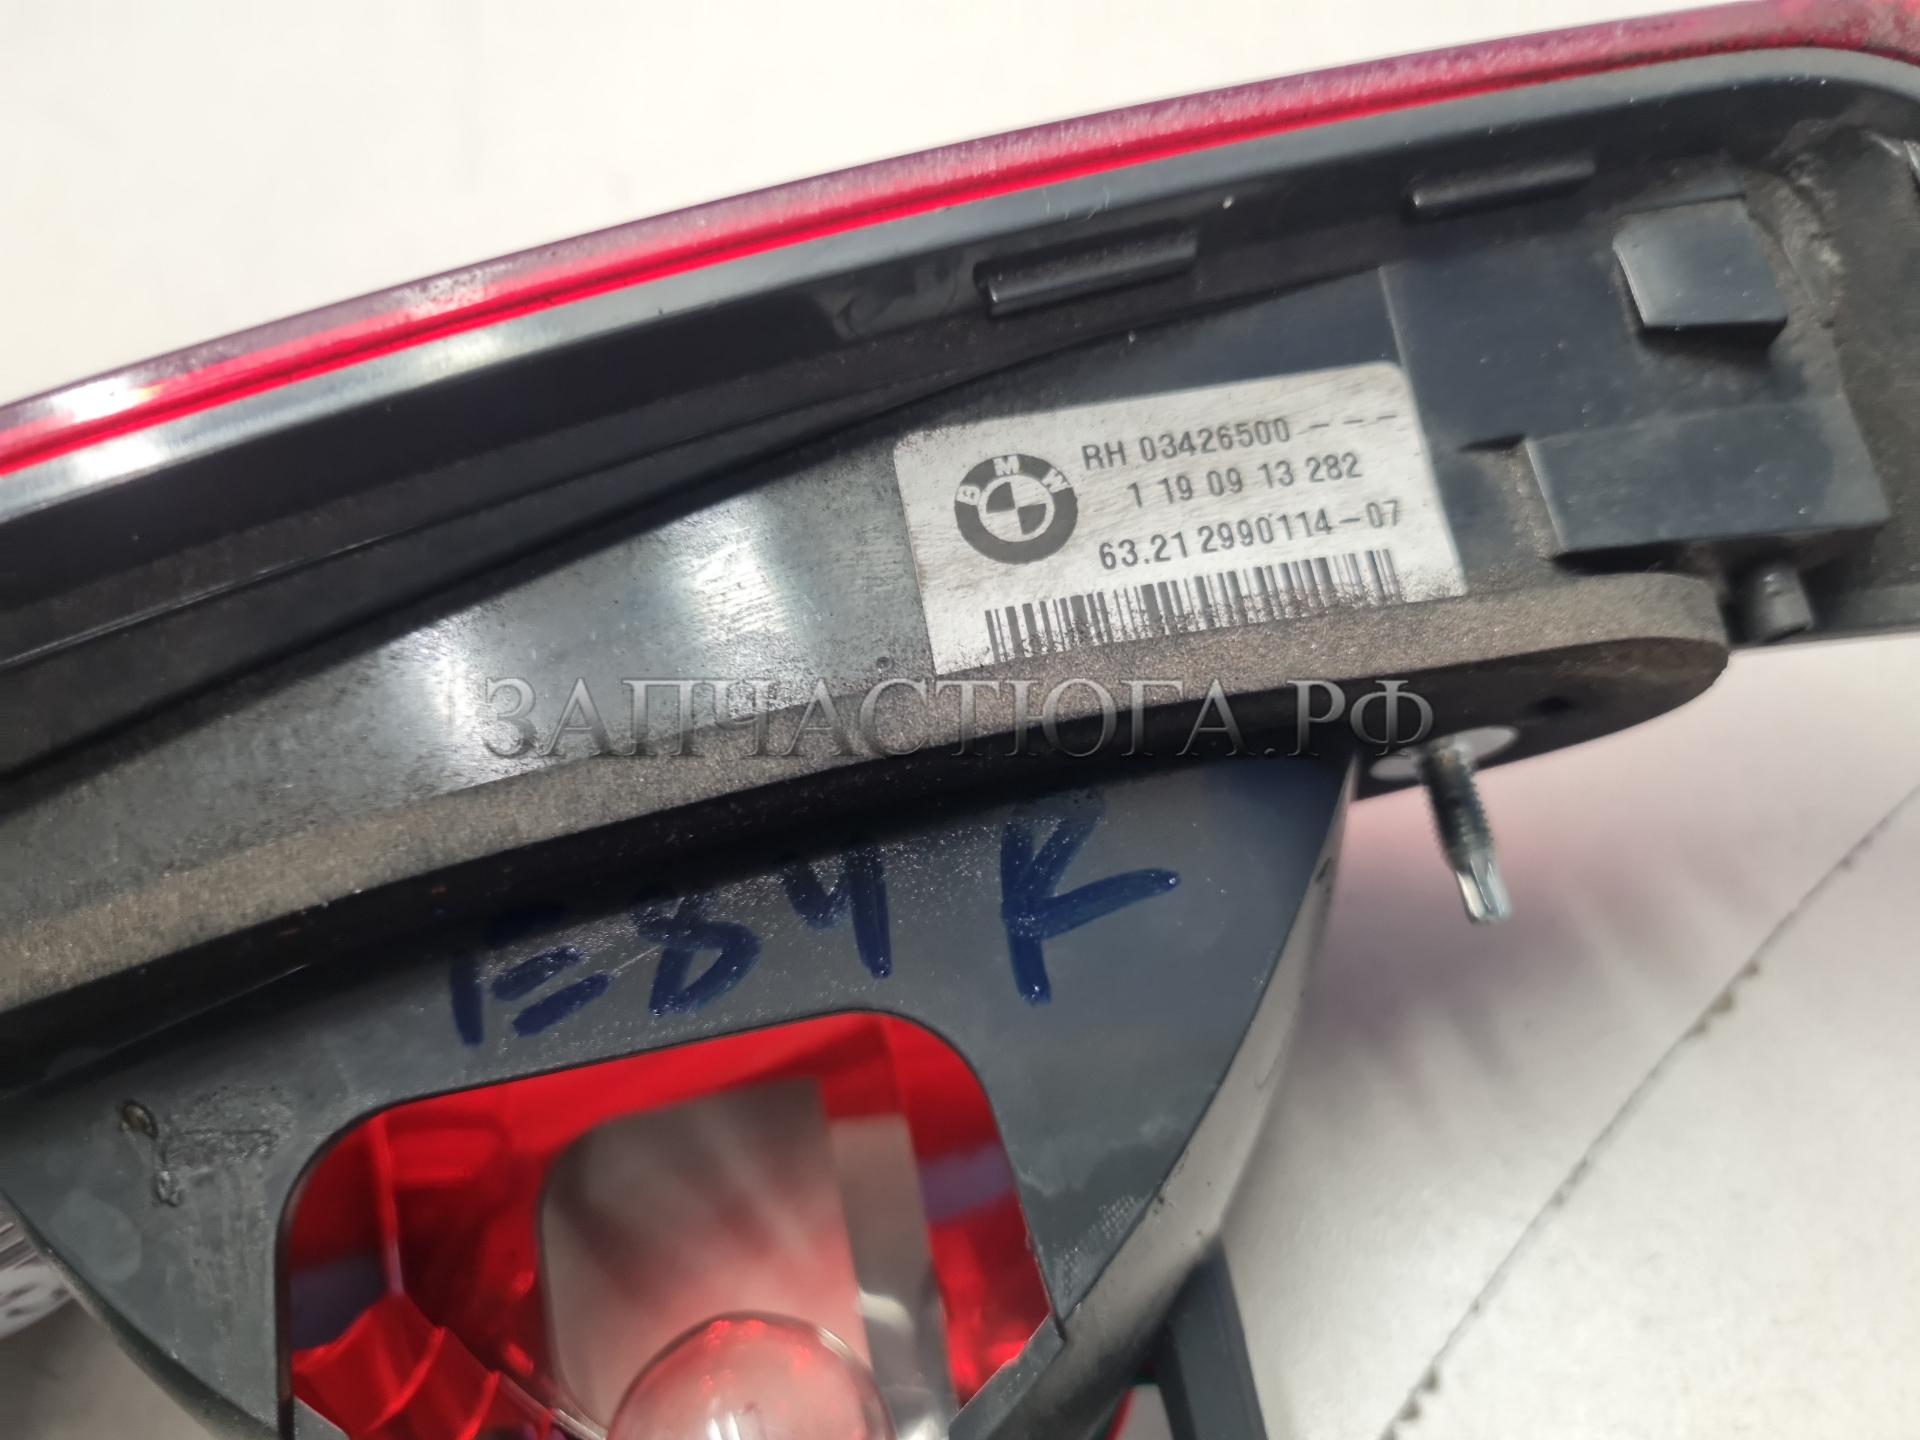 BMW
RH 03426500 - - -
1 19 09 13 282
63.21 2990114-07
ЗАПЧАСТЮГА.РФ
E84 R